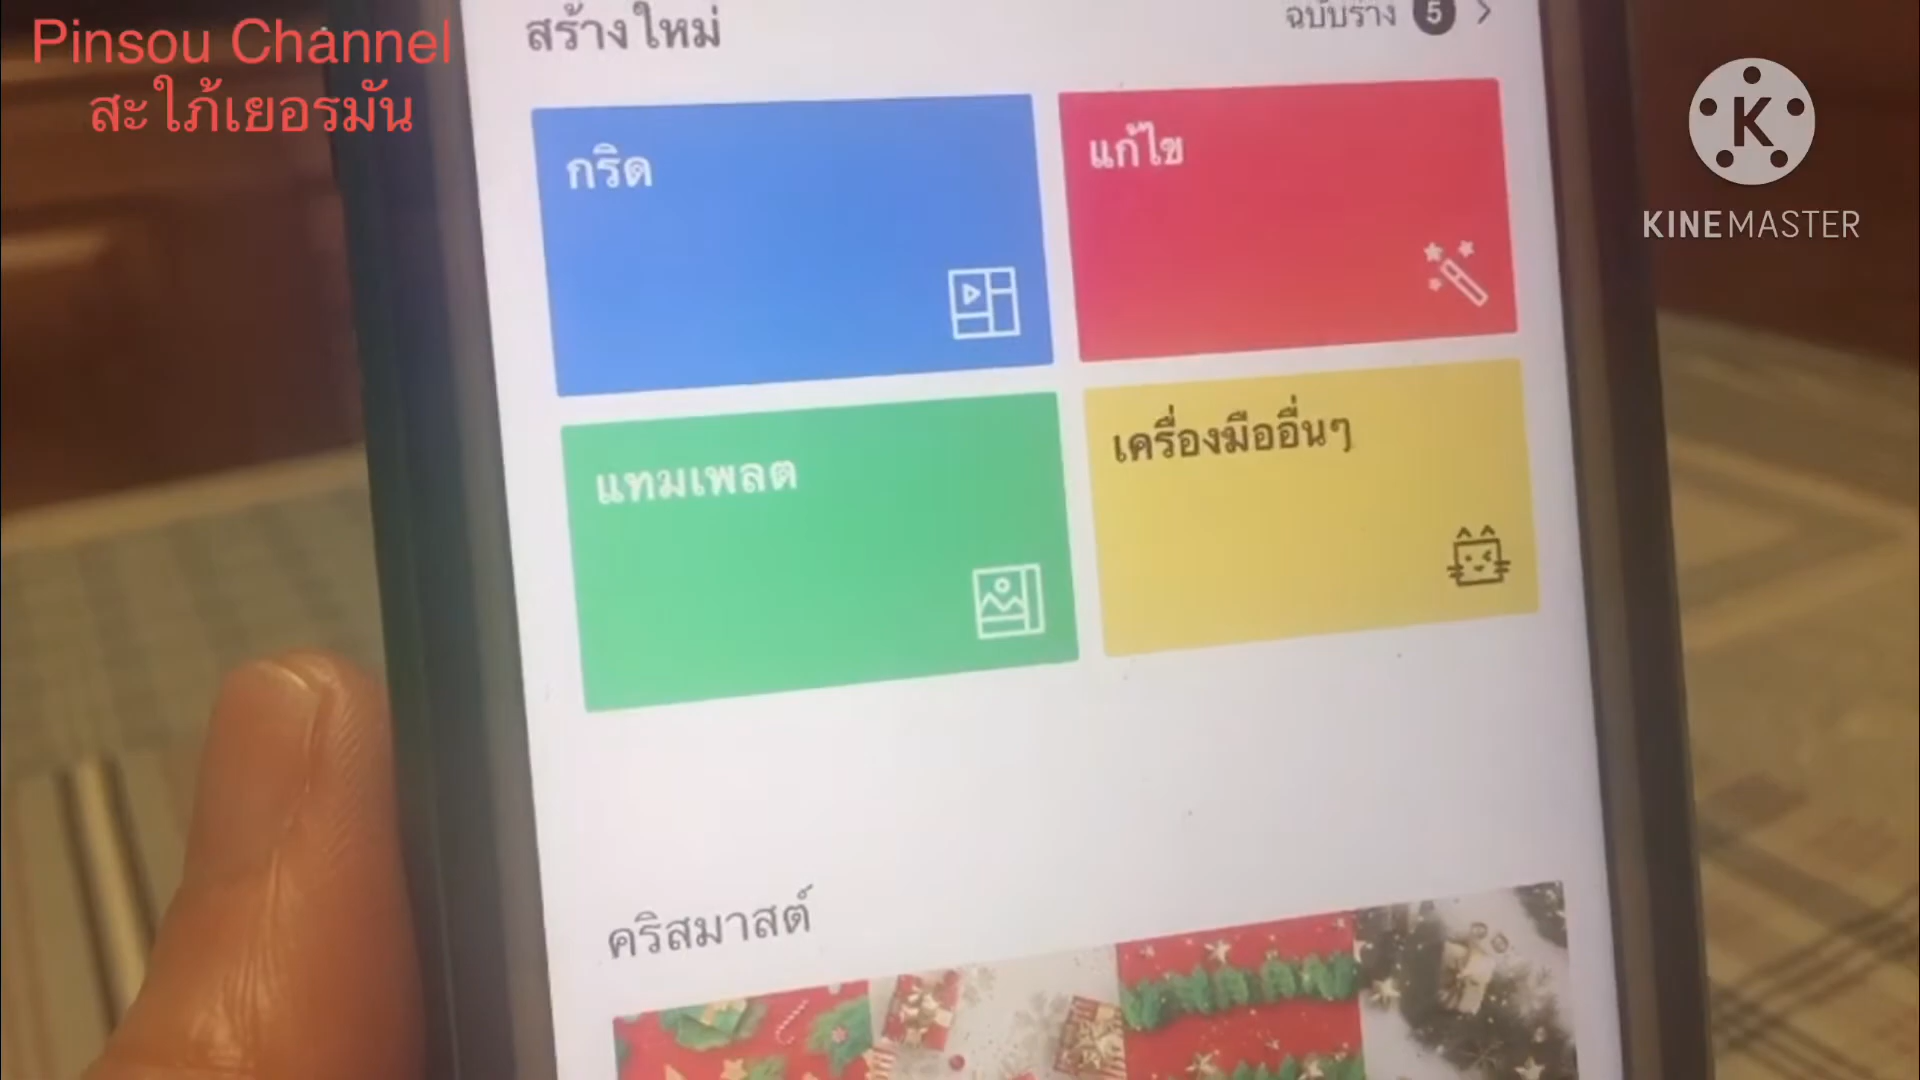 Pinsou Channel
สะใภ้เยอรมัน
สร้างใหม่
ฉบับร่าง 5
กริด
แก้ไข
แทมเพลต
เครื่องมืออื่นๆ
คริสมาสต์
K
KINEMASTER